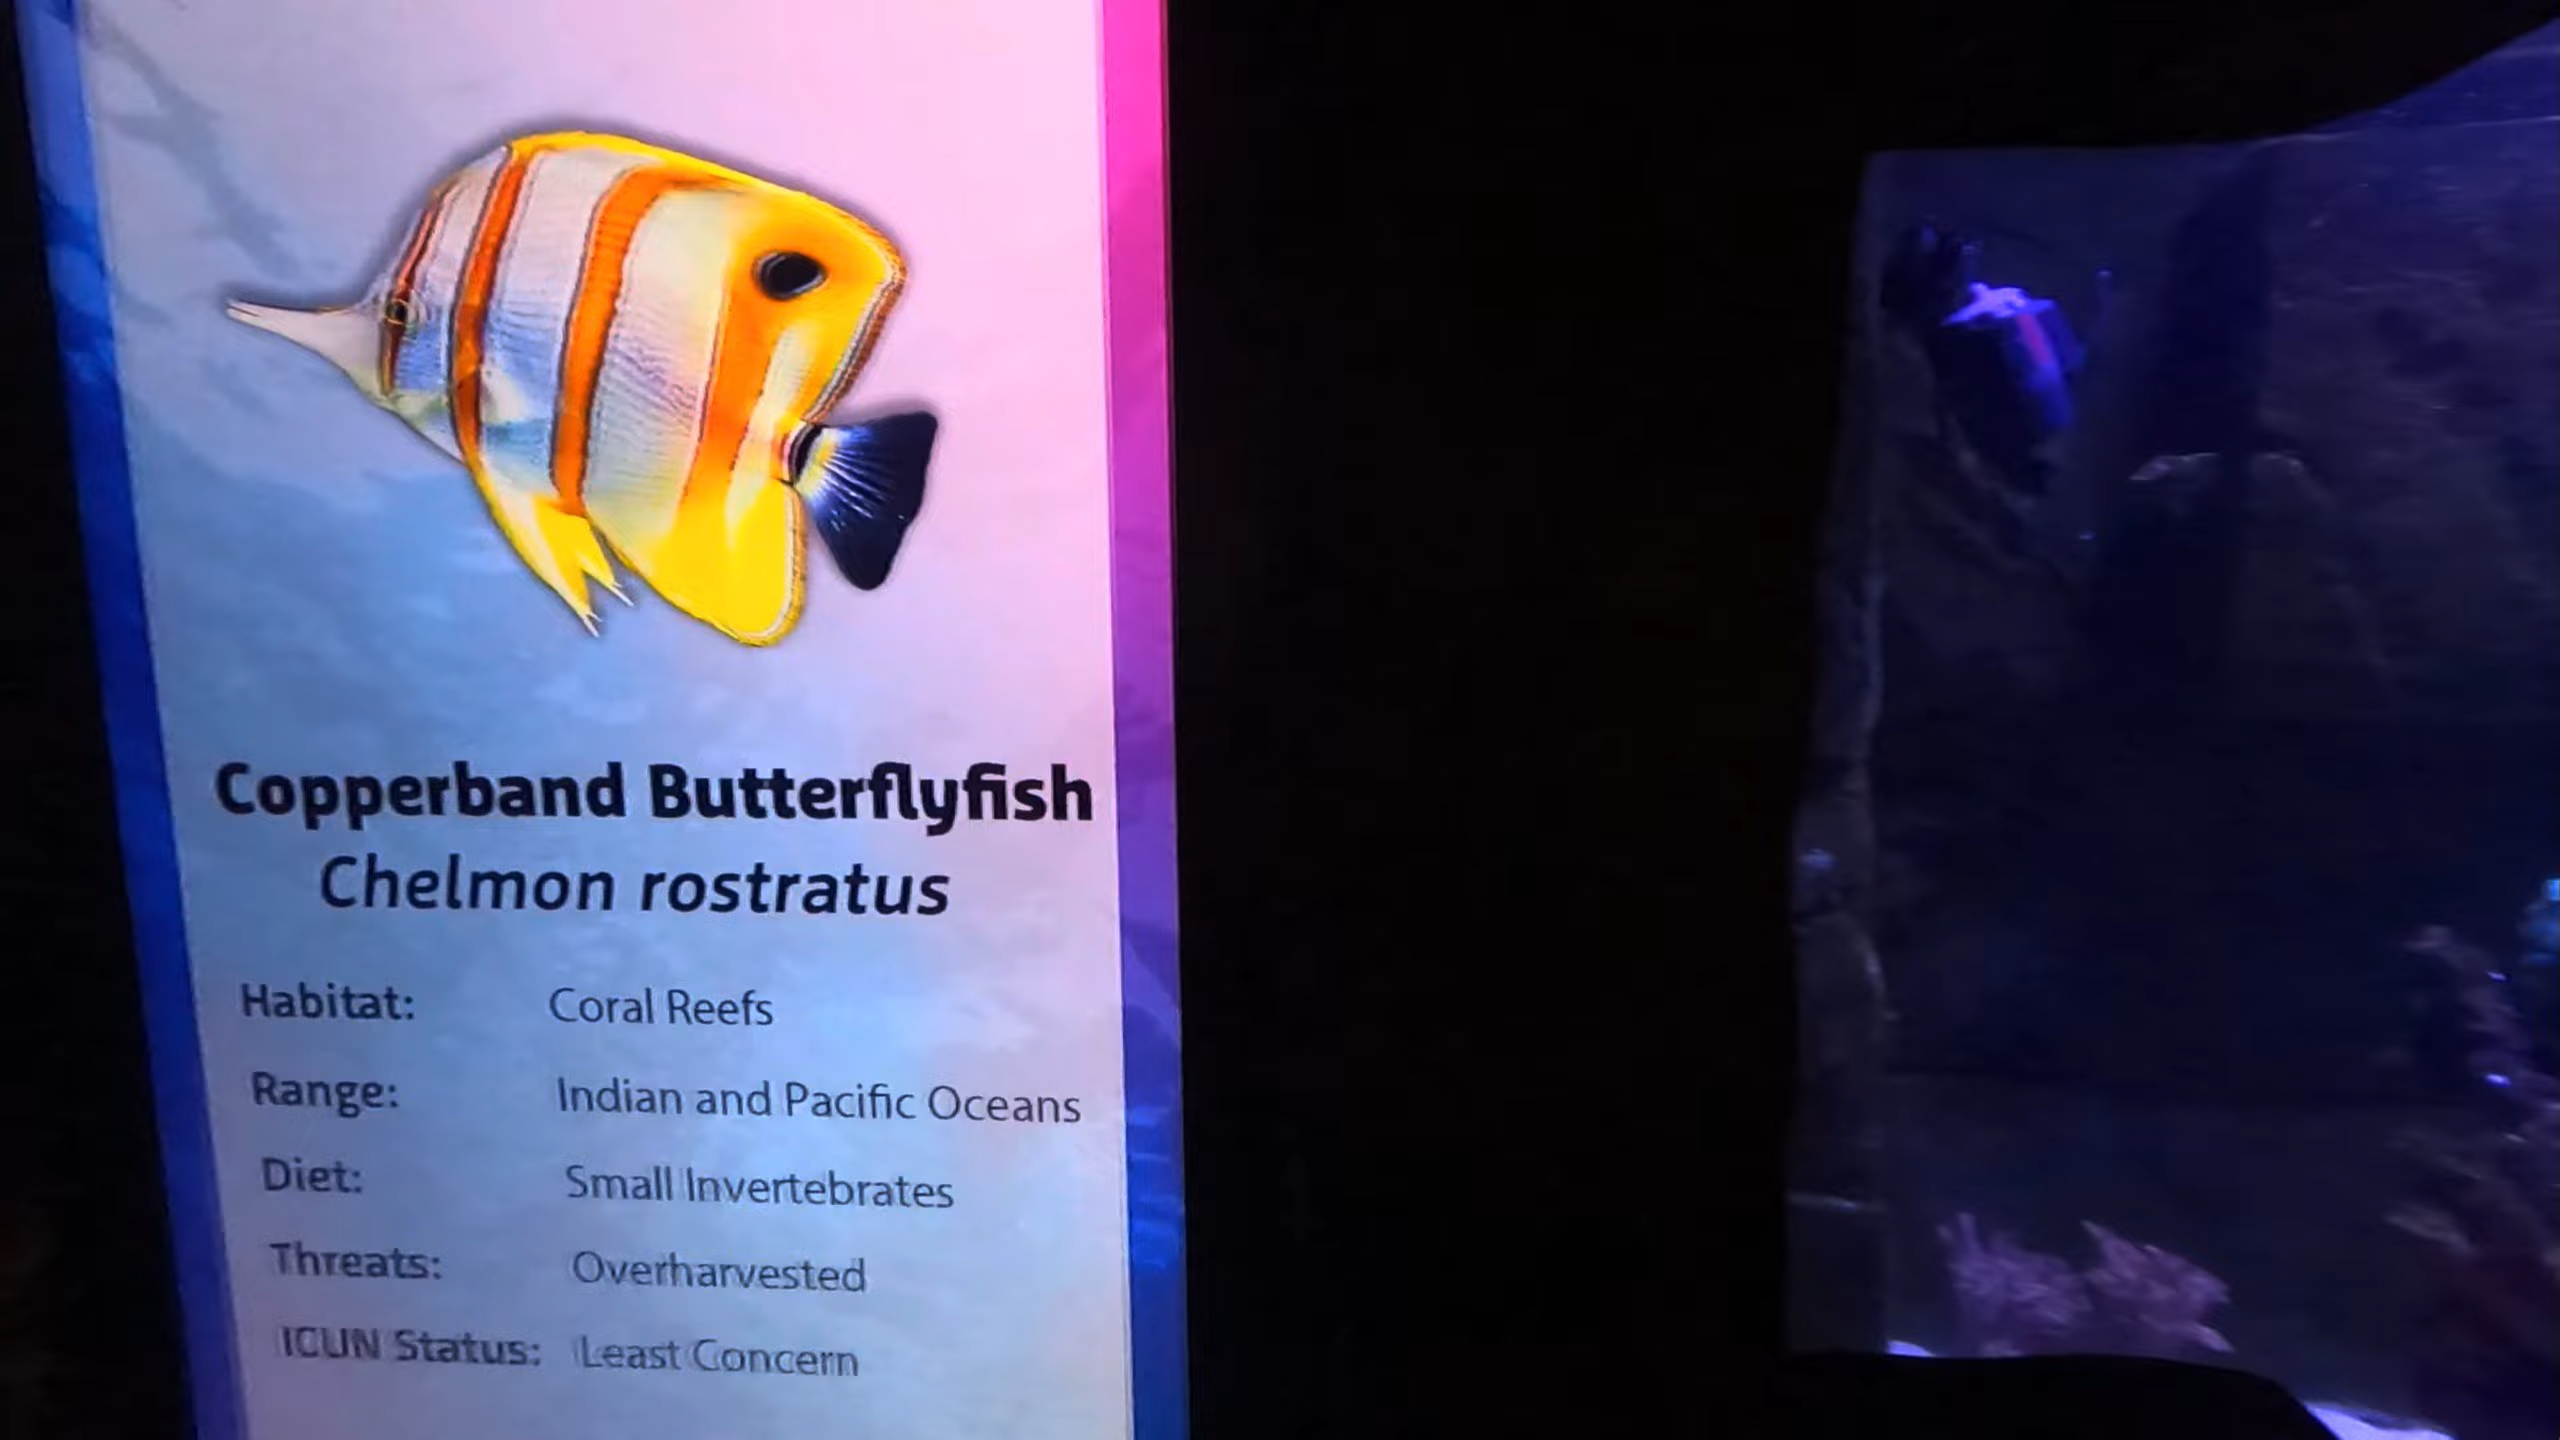 Copperband Butterflyfish
Chelmon rostratus
Habitat: Coral Reefs
Range: Indian and Pacific Oceans
Diet: Small Invertebrates
Threats: Overharvested
ICUN Status: Least Concern